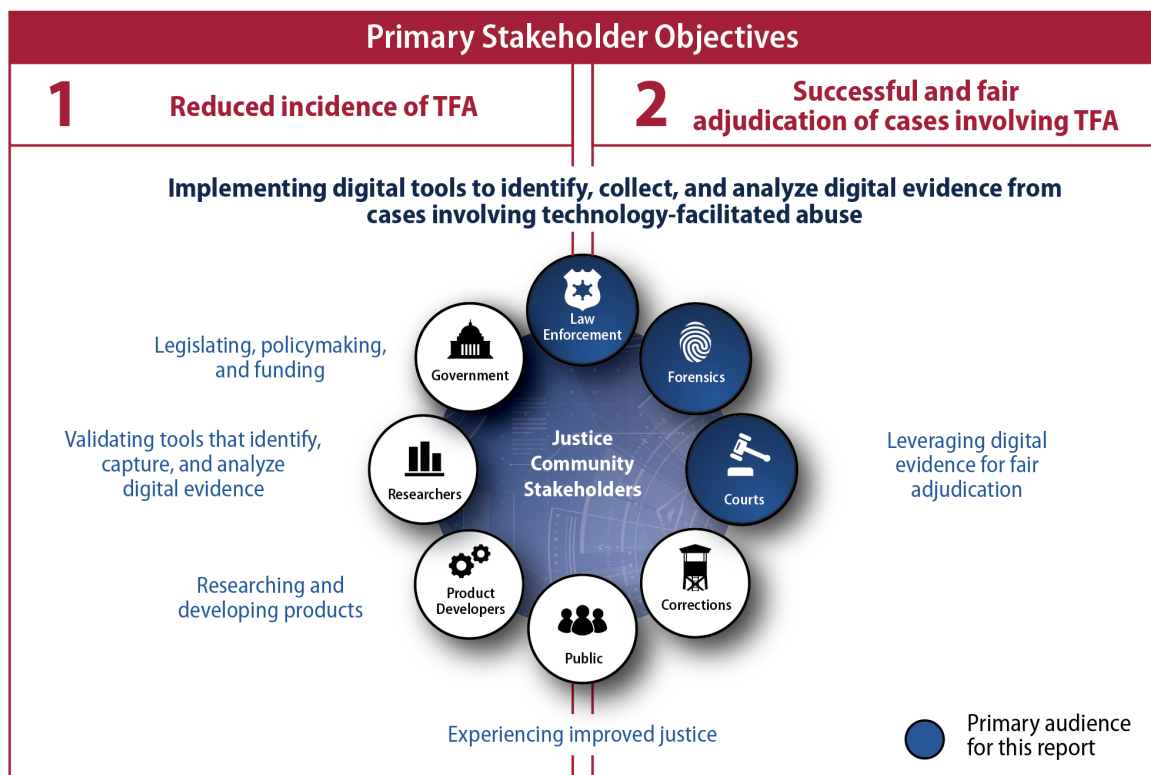 Primary Stakeholder Objectives
1
Reduced incidence of TFA
2
Successful and fair
adjudication of cases involving TFA
Implementing digital tools to identify, collect, and analyze digital evidence from
cases involving technology-facilitated abuse
Law
Enforcement
Forensics
Courts
Corrections
Public
Product
Developers
Researchers
Government
Justice
Community
Stakeholders
Legislating, policymaking,
and funding
Validating tools that identify,
capture, and analyze
digital evidence
Researching and
developing products
Leveraging digital
evidence for fair
adjudication
Experiencing improved justice
Primary audience
for this report